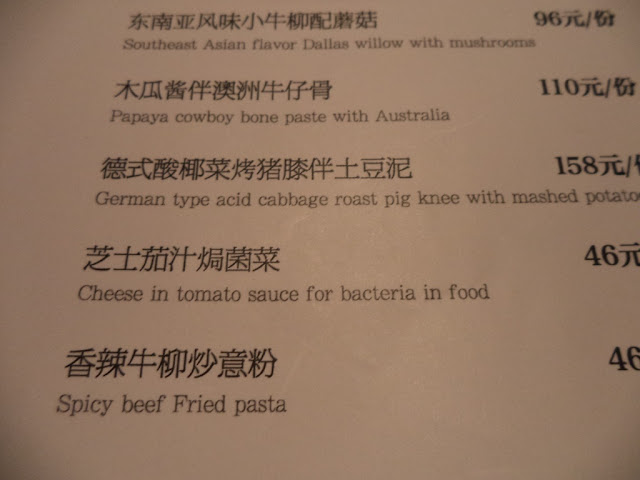 东南亚风味小牛柳配蘑菇 96元/份
Southeast Asian flavor Dallas willow with mushrooms
木瓜酱伴澳洲牛仔骨 110元/份
Papaya cowboy bone paste with Australia
德式酸椰菜烤猪膝伴土豆泥 158元/
German type acid cabbage roast pig knee with mashed potato
芝士茄汁焗菌菜 46元
Cheese in tomato sauce for bacteria in food
香辣牛柳炒意粉 46
Spicy beef Fried pasta